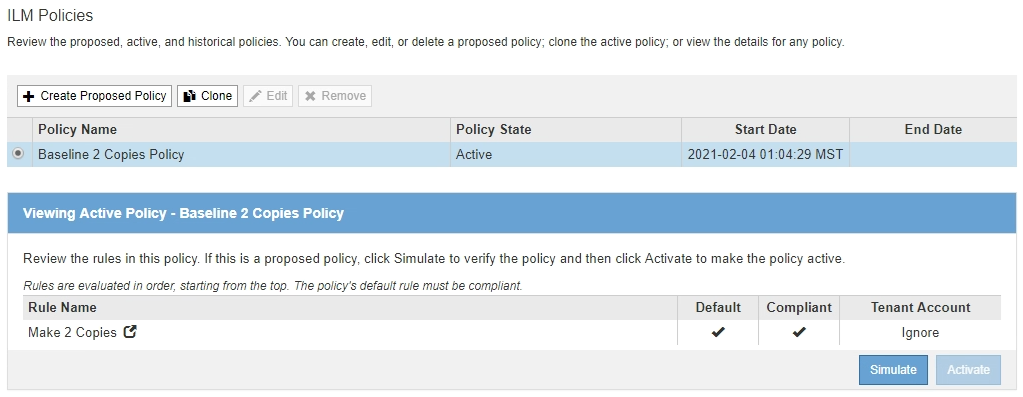 ILM Policies
Review the proposed, active, and historical policies. You can create, edit, or delete a proposed policy; clone the active policy; or view the details for any policy.
Create Proposed Policy Clone Edit Remove
Policy Name Policy State Start Date End Date
Baseline 2 Copies Policy Active 2021-02-04 01:04:29 MST
Viewing Active Policy - Baseline 2 Copies Policy
Review the rules in this policy. If this is a proposed policy, click Simulate to verify the policy and then click Activate to make the policy active.
Rules are evaluated in order, starting from the top. The policy's default rule must be compliant.
Rule Name Default Compliant Tenant Account
Make 2 Copies Ignore
Simulate Activate